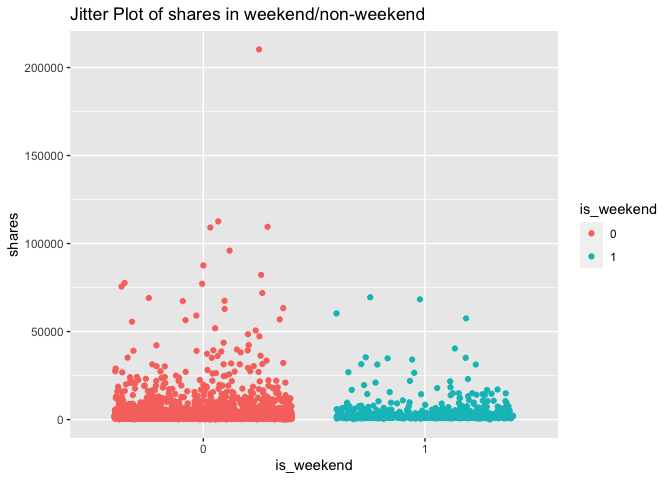 Jitter Plot of shares in weekend/non-weekend
shares
200000
150000
100000
50000
0
0
1
is_weekend
is_weekend
0
1